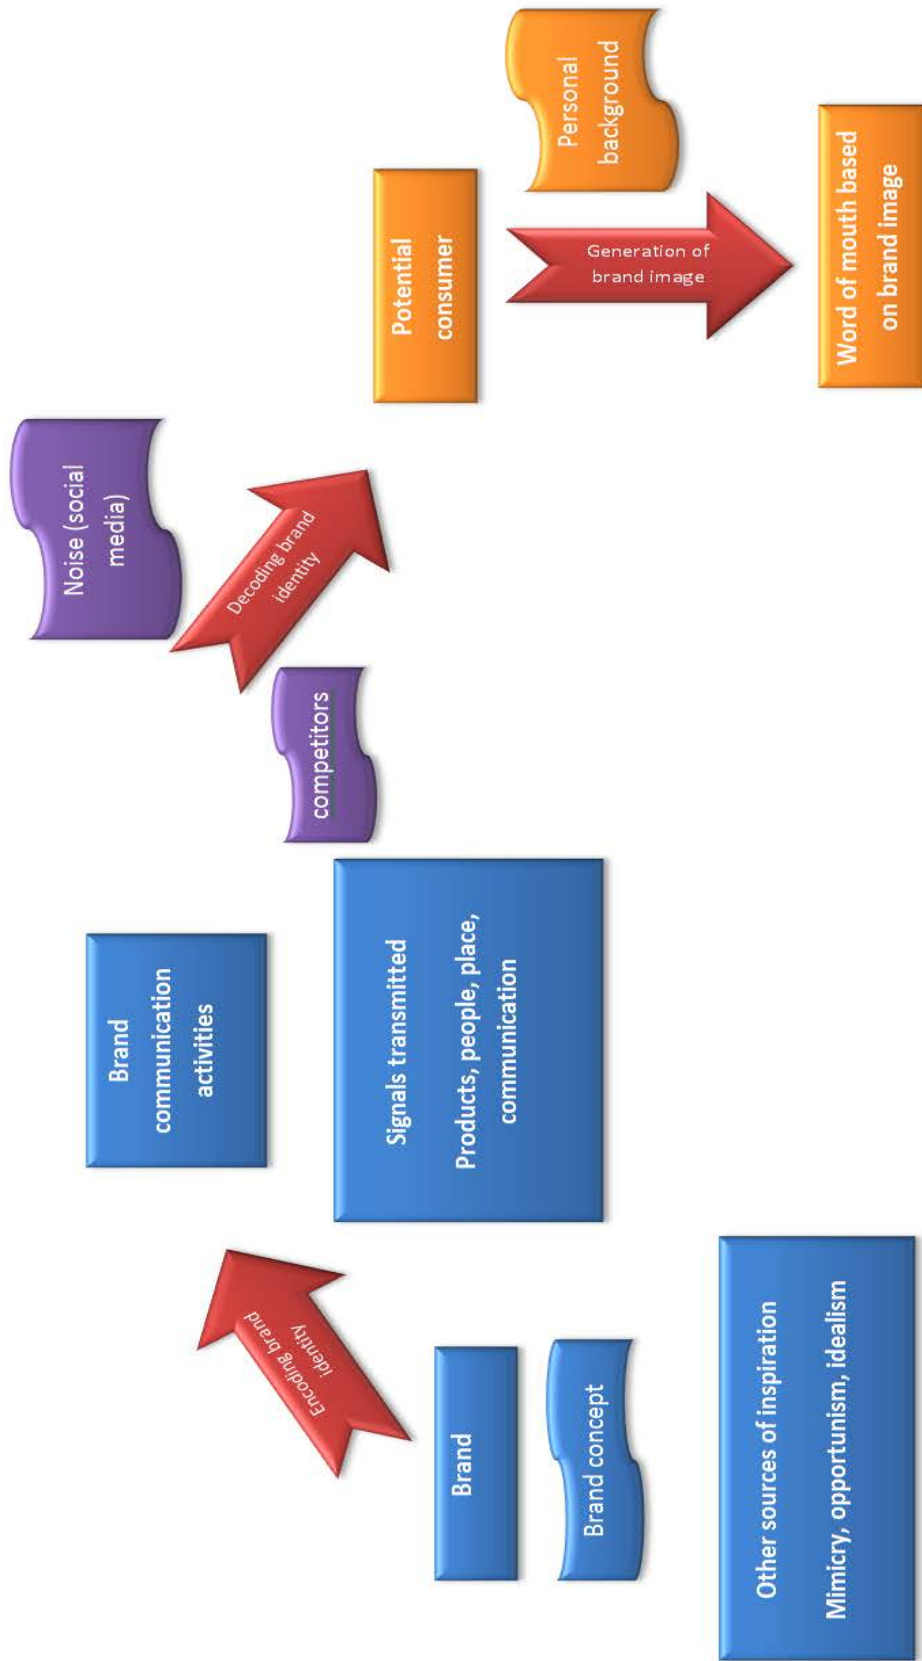 Brand
Brand concept
Other sources of inspiration
Mimicry, opportunism, idealism
Encoding brand
identity
Brand
communication
activities
Signals transmitted
Products, people, place,
communication
competitors
Noise (social
media)
Decoding brand
identity
Potential
consumer
Personal
background
Generation of
brand image
Word of mouth based
on brand image